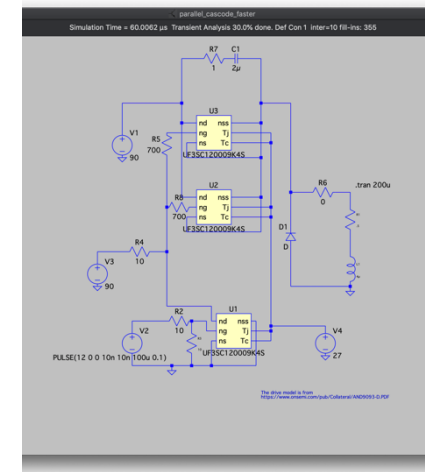 parallel_cascode_faster
Simulation Time = 60.0062 µs Transient Analysis 30.0% done. Def Con 1 inter=10 fill-ins: 355
R7 C1
1 2µ
U3
nd nss
ng Tj
ns Tc
UF3SC120009K4S
V1
90
R5
700
U2
nd nss
ng Tj
ns Tc
UF3SC120009K4S
R8
700
R6
0
.tran 200u
D1
D
R4
10
V3
90
U1
nd nss
ng Tj
ns Tc
UF3SC120009K4S
R2
10
V2
PULSE(12 0 0 10n 10n 100u 0.1)
V4
27
The drive model is from
https://www.onsemi.com/pub/Collateral/AND9093-D.PDF